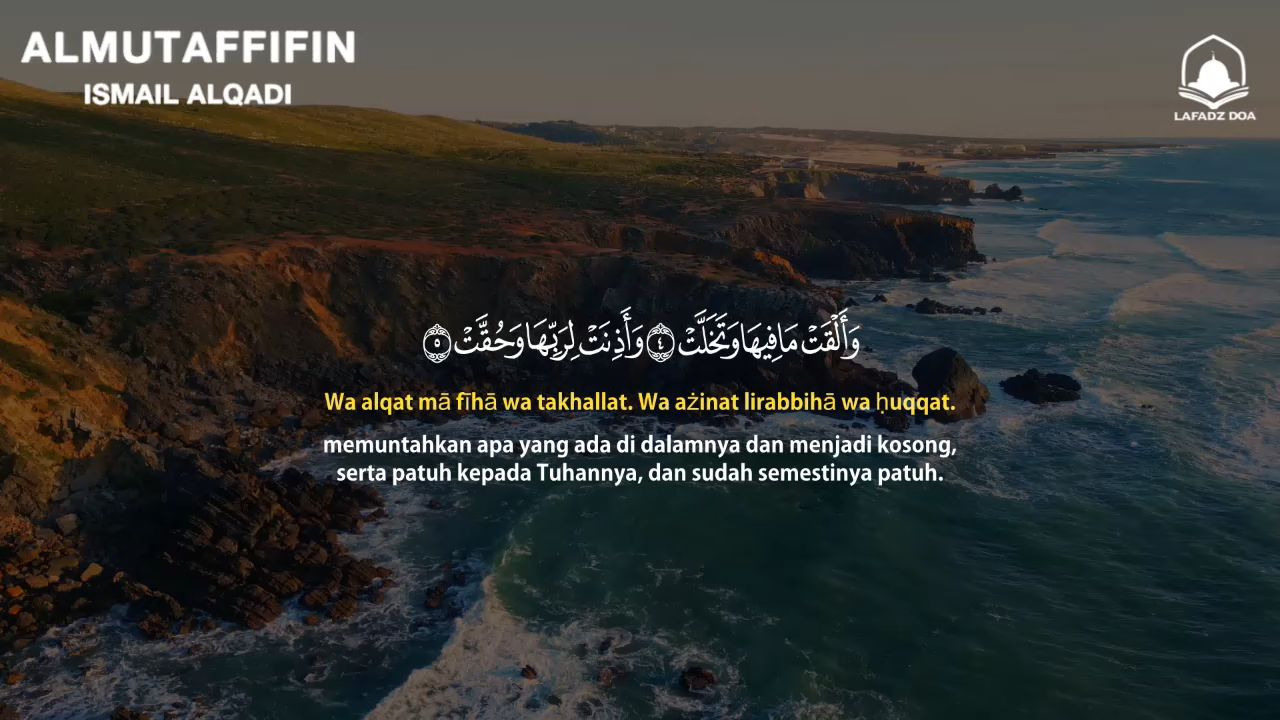 ALMUTAFFIFIN
ISMAIL ALQADI
LAFADZ DOA
وَأَلْقَتْ مَا فِيهَا وَتَخَلَّتْ ٤ وَأَذِنَتْ لِرَبِّهَا وَحُقَّتْ ٥
Wa alqat mā fīhā wa takhallat. Wa ażinat lirabbihā wa ḥuqqat.
memuntahkan apa yang ada di dalamnya dan menjadi kosong,
serta patuh kepada Tuhannya, dan sudah semestinya patuh.